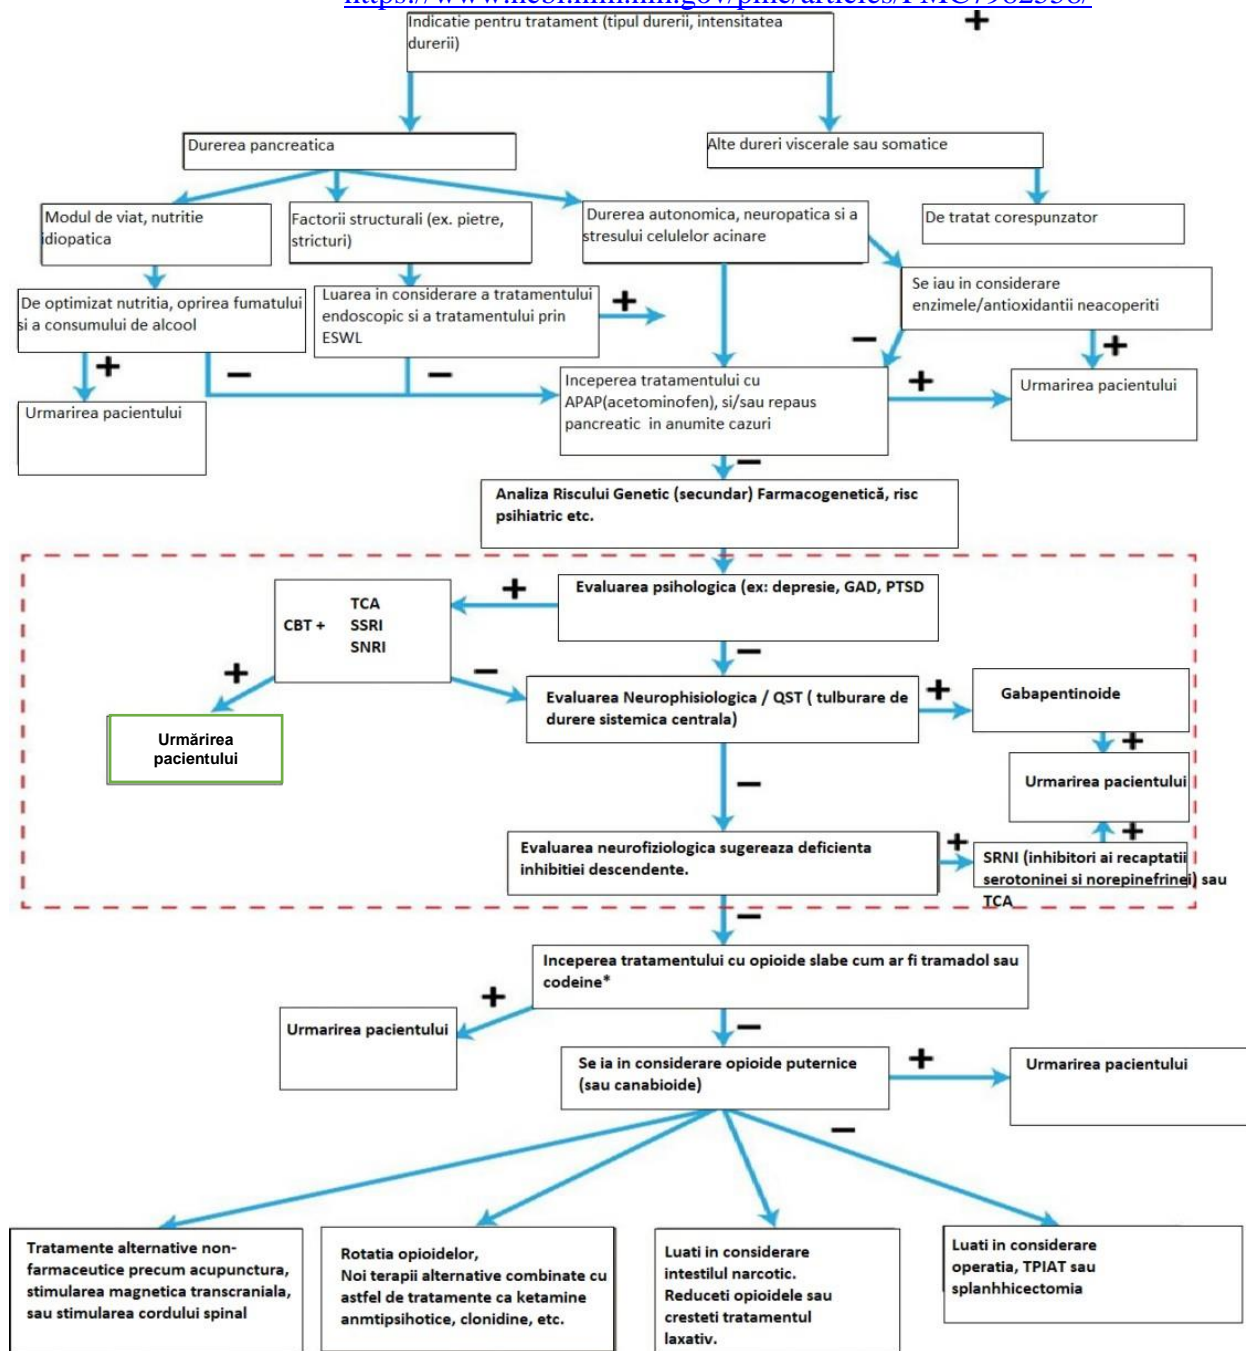 Indicatie pentru tratament (tipul durerii, intensitatea
durerii)
+
Durerea pancreatica
Alte dureri viscerale sau somatice
Modul de viat, nutritie
idiopatica
Factorii structurali (ex. pietre,
stricturi)
Durerea autonomica, neuropatica si a
stresului celulelor acinare
De tratat corespunzator
De optimizat nutritia, oprirea fumatului
si a consumului de alcool
Luarea in considerare a tratamentului
endoscopic si a tratamentului prin
ESWL
+
Se iau in considerare
enzimele/antioxidantii neacoperiti
+
–
–
–
+
Urmarirea pacientului
Inceperea tratamentului cu
APAP(acetominofen), si/sau repaus
pancreatic in anumite cazuri
+
Urmarirea pacientului
–
Analiza Riscului Genetic (secundar) Farmacogenetică, risc
psihiatric etc.
Evaluarea psihologica (ex: depresie, GAD, PTSD
+
TCA
CBT + SSRI
SNRI
–
+
–
Evaluarea Neurophisiologica / QST ( tulburare de
durere sistemica centrala)
+
Gabapentinoide
Urmărirea
pacientului
+
Urmarirea pacientului
–
+
Evaluarea neurofiziologica sugereaza deficienta
inhibitiei descendente.
+
SRNI (inhibitori ai recaptatii
serotoninei si norepinefrinei) sau
TCA
–
Inceperea tratamentului cu opioide slabe cum ar fi tramadol sau
codeine*
+
Urmarirea pacientului
–
Se ia in considerare opioide puternice
(sau canabioide)
+
Urmarirea pacientului
–
Tratamente alternative non-
farmaceutice precum acupunctura,
stimularea magnetica transcraniala,
sau stimularea cordului spinal
Rotatia opioidelor,
Noi terapii alternative combinate cu
astfel de tratamente ca ketamine
anmtipsihotice, clonidine, etc.
Luati in considerare
intestilul narcotic.
Reduceti opioidele sau
cresteti tratamentul
laxativ.
Luati in considerare
operatia, TPIAT sau
splanhhicectomia